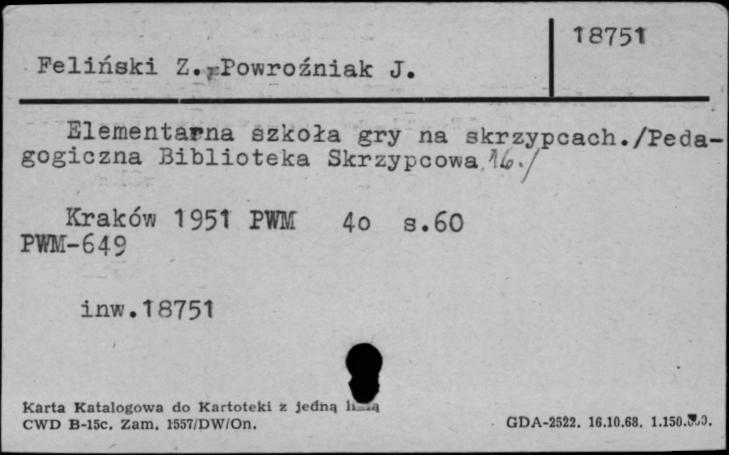 18751
Feliński Z., Powroźniak J.
Elementarna szkoła gry na skrzypcach./Peda-
gogiczna Biblioteka Skrzypcowa 16./
Kraków 1951 PWM 4o s.60
PWM-649
inw.18751
Karta Katalogowa do Kartoteki z jedną
CWD B-15c. Zam. 1557/DW/On.
GDA-2522. 16.10.68.